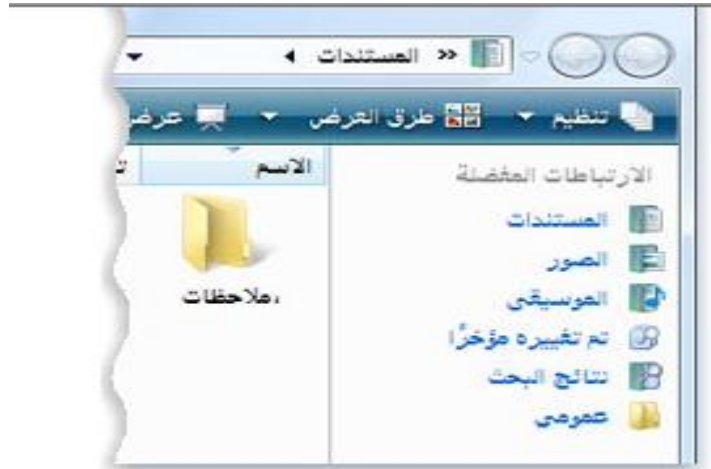 » المستندات
تنظيم طرق العرض عرض
الاسم
الارتباطات المفضلة
المستندات
الصور
الموسيقى
تم تغييره مؤخرًا
نتائج البحث
عمومي
ملاحظات،